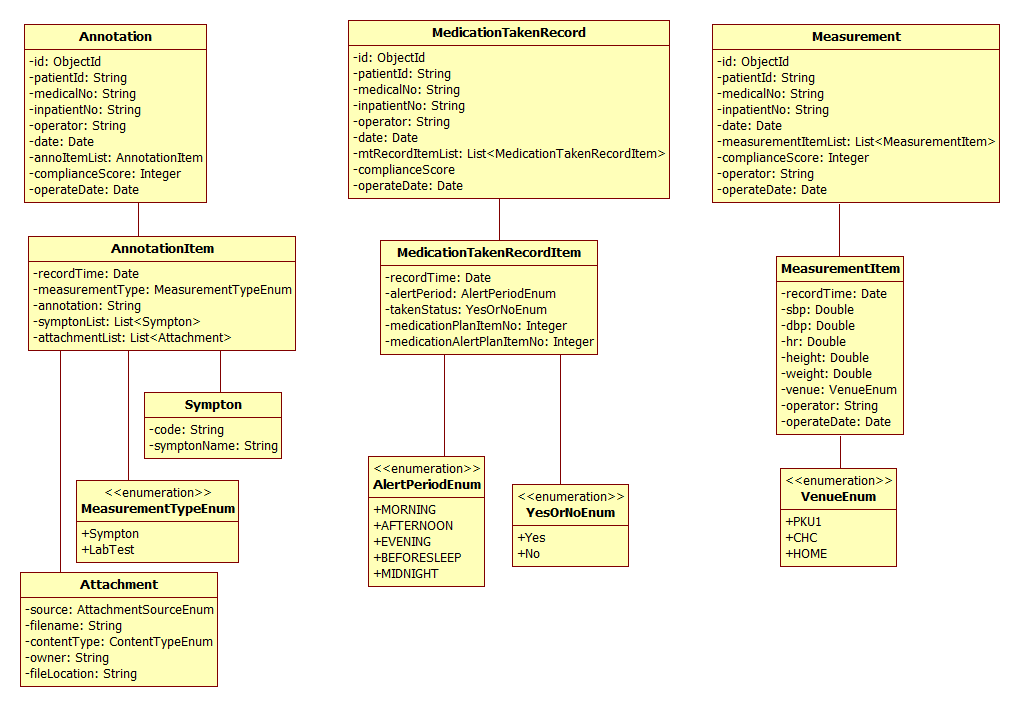 Annotation
-id: ObjectId
-patientId: String
-medicalNo: String
-inpatientNo: String
-operator: String
-date: Date
-annoItemList: AnnotationItem
-complianceScore: Integer
-operateDate: Date
AnnotationItem
-recordTime: Date
-measurementType: MeasurementTypeEnum
-annotation: String
-symptonList: List<Sympton>
-attachmentList: List<Attachment>
Sympton
-code: String
-symptonName: String
<<enumeration>>
MeasurementTypeEnum
+Sympton
+LabTest
Attachment
-source: AttachmentSourceEnum
-filename: String
-contentType: ContentTypeEnum
-owner: String
-fileLocation: String
MedicationTakenRecord
-id: ObjectId
-patientId: String
-medicalNo: String
-inpatientNo: String
-operator: String
-date: Date
-mtRecordItemList: List<MedicationTakenRecordItem>
-complianceScore
-operateDate: Date
MedicationTakenRecordItem
-recordTime: Date
-alertPeriod: AlertPeriodEnum
-takenStatus: YesOrNoEnum
-medicationPlanItemNo: Integer
-medicationAlertPlanItemNo: Integer
<<enumeration>>
AlertPeriodEnum
+MORNING
+AFTERNOON
+EVENING
+BEFORESLEEP
+MIDNIGHT
<<enumeration>>
YesOrNoEnum
+Yes
+No
Measurement
-id: ObjectId
-patientId: String
-medicalNo: String
-inpatientNo: String
-date: Date
-measurementItemList: List<MeasurementItem>
-complianceScore: Integer
-operator: String
-operateDate: Date
MeasurementItem
-recordTime: Date
-sbp: Double
-dbp: Double
-hr: Double
-height: Double
-weight: Double
-venue: VenueEnum
-operator: String
-operateDate: Date
<<enumeration>>
VenueEnum
+PKU1
+CHC
+HOME